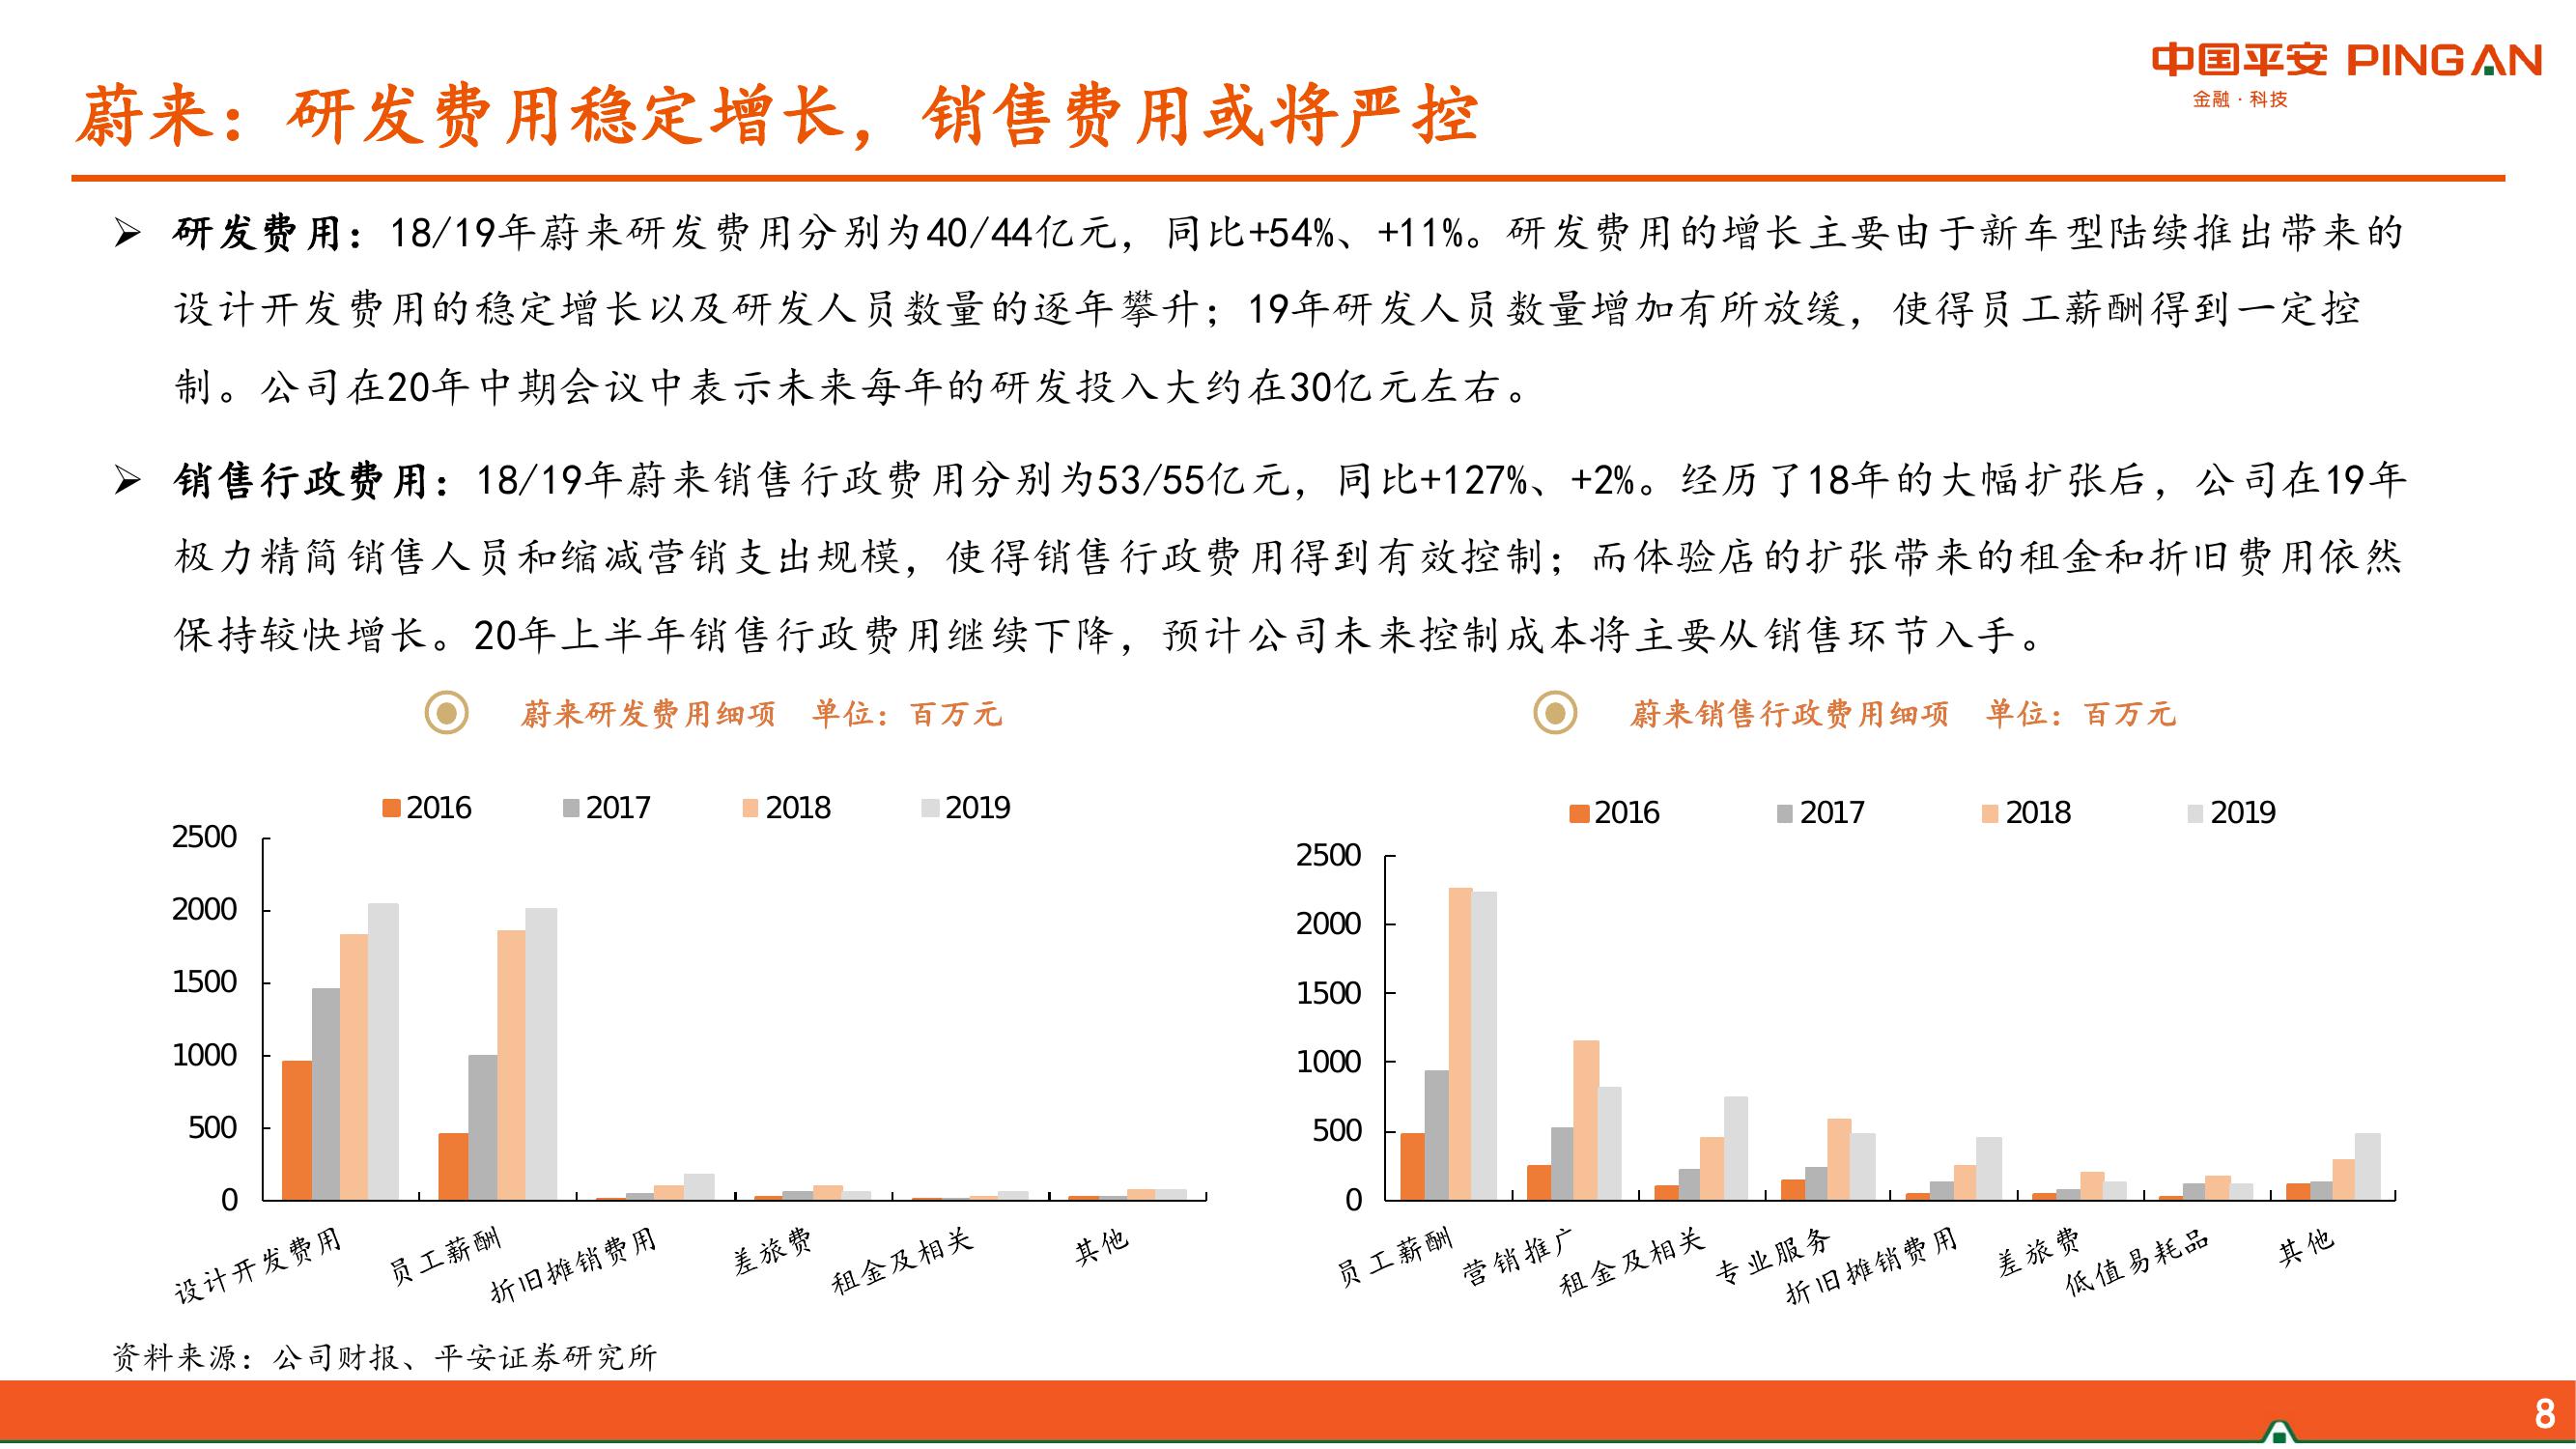 中国平安 PINGAN
金融·科技
蔚来：研发费用稳定增长，销售费用或将严控
➢ 研发费用：18/19年蔚来研发费用分别为40/44亿元，同比+54%、+11%。研发费用的增长主要由于新车型陆续推出带来的
设计开发费用的稳定增长以及研发人员数量的逐年攀升；19年研发人员数量增加有所放缓，使得员工薪酬得到一定控
制。公司在20年中期会议中表示未来每年的研发投入大约在30亿元左右。
➢ 销售行政费用：18/19年蔚来销售行政费用分别为53/55亿元，同比+127%、+2%。经历了18年的大幅扩张后，公司在19年
极力精简销售人员和缩减营销支出规模，使得销售行政费用得到有效控制；而体验店的扩张带来的租金和折旧费用依然
保持较快增长。20年上半年销售行政费用继续下降，预计公司未来控制成本将主要从销售环节入手。
蔚来研发费用细项 单位：百万元
2016 2017 2018 2019
2500
2000
1500
1000
500
0
设计开发费用 员工薪酬 折旧摊销费用 差旅费 租金及相关 其他
蔚来销售行政费用细项 单位：百万元
2016 2017 2018 2019
2500
2000
1500
1000
500
0
员工薪酬 营销推广 租金及相关 专业服务 折旧摊销费用 差旅费 低值易耗品 其他
资料来源：公司财报、平安证券研究所
8